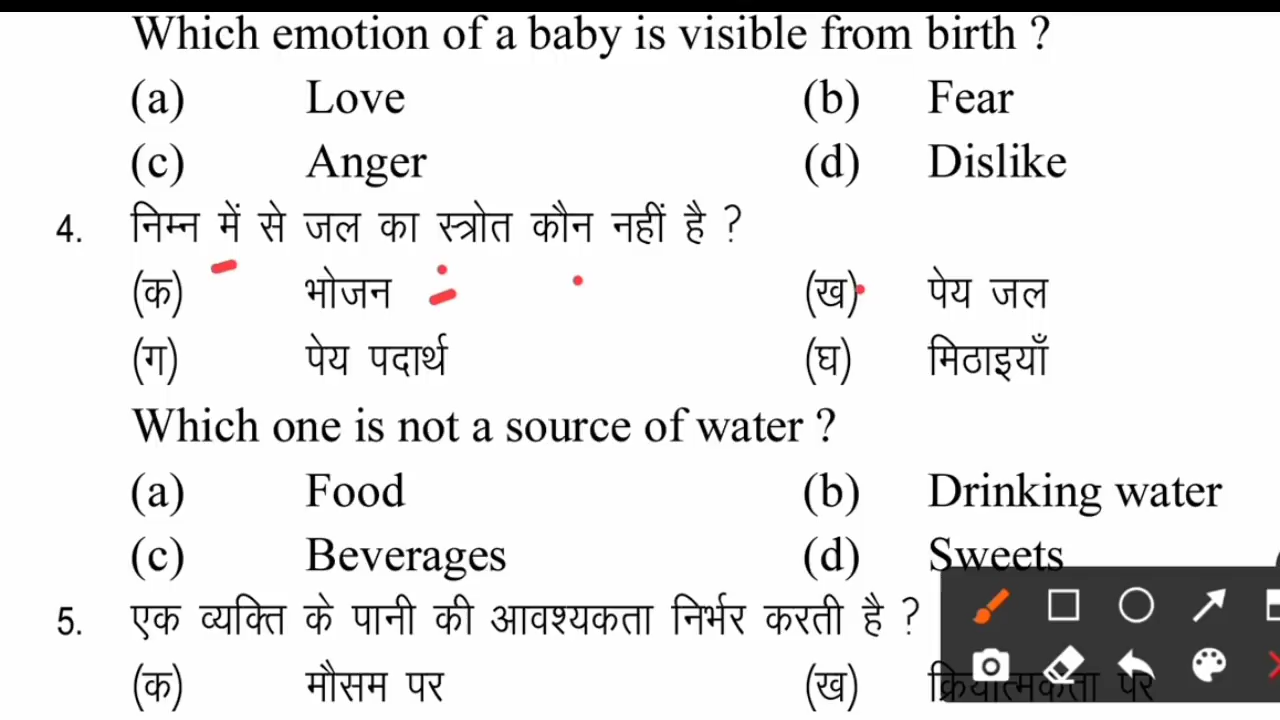 Which emotion of a baby is visible from birth ?
(a) Love (b) Fear
(c) Anger (d) Dislike
4. निम्न में से जल का स्त्रोत कौन नहीं है ?
(क) भोजन (ख) पेय जल
(ग) पेय पदार्थ (घ) मिठाइयाँ
Which one is not a source of water ?
(a) Food (b) Drinking water
(c) Beverages (d) Sweets
5. एक व्यक्ति के पानी की आवश्यकता निर्भर करती है ?
(क) मौसम पर (ख) क्रियात्मकता पर